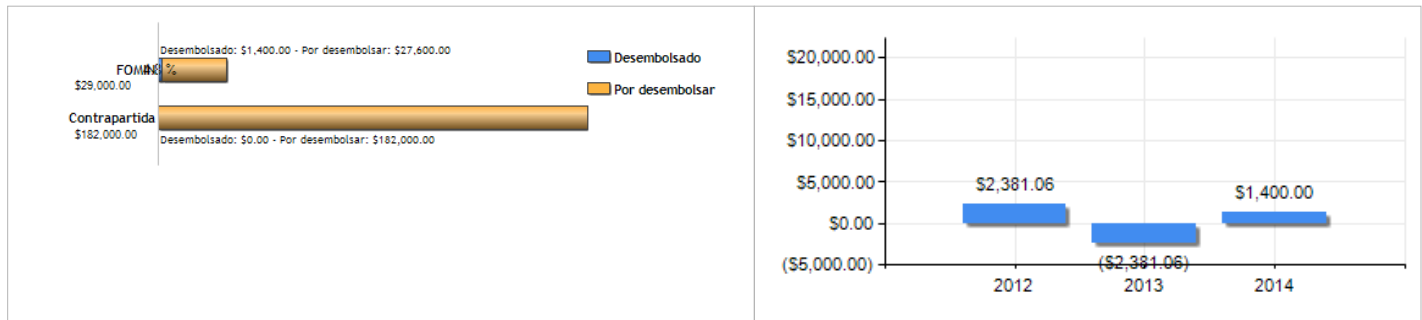 Desembolsado: $1,400.00 - Por desembolsar: $27,600.00
FOMIN
%
$29,000.00
Contrapartida
$182,000.00
Desembolsado: $0.00 - Por desembolsar: $182,000.00
Desembolsado
Por desembolsar
$20,000.00
$15,000.00
$10,000.00
$5,000.00
$0.00
($5,000.00)
$2,381.06
($2,381.06)
$1,400.00
2012
2013
2014